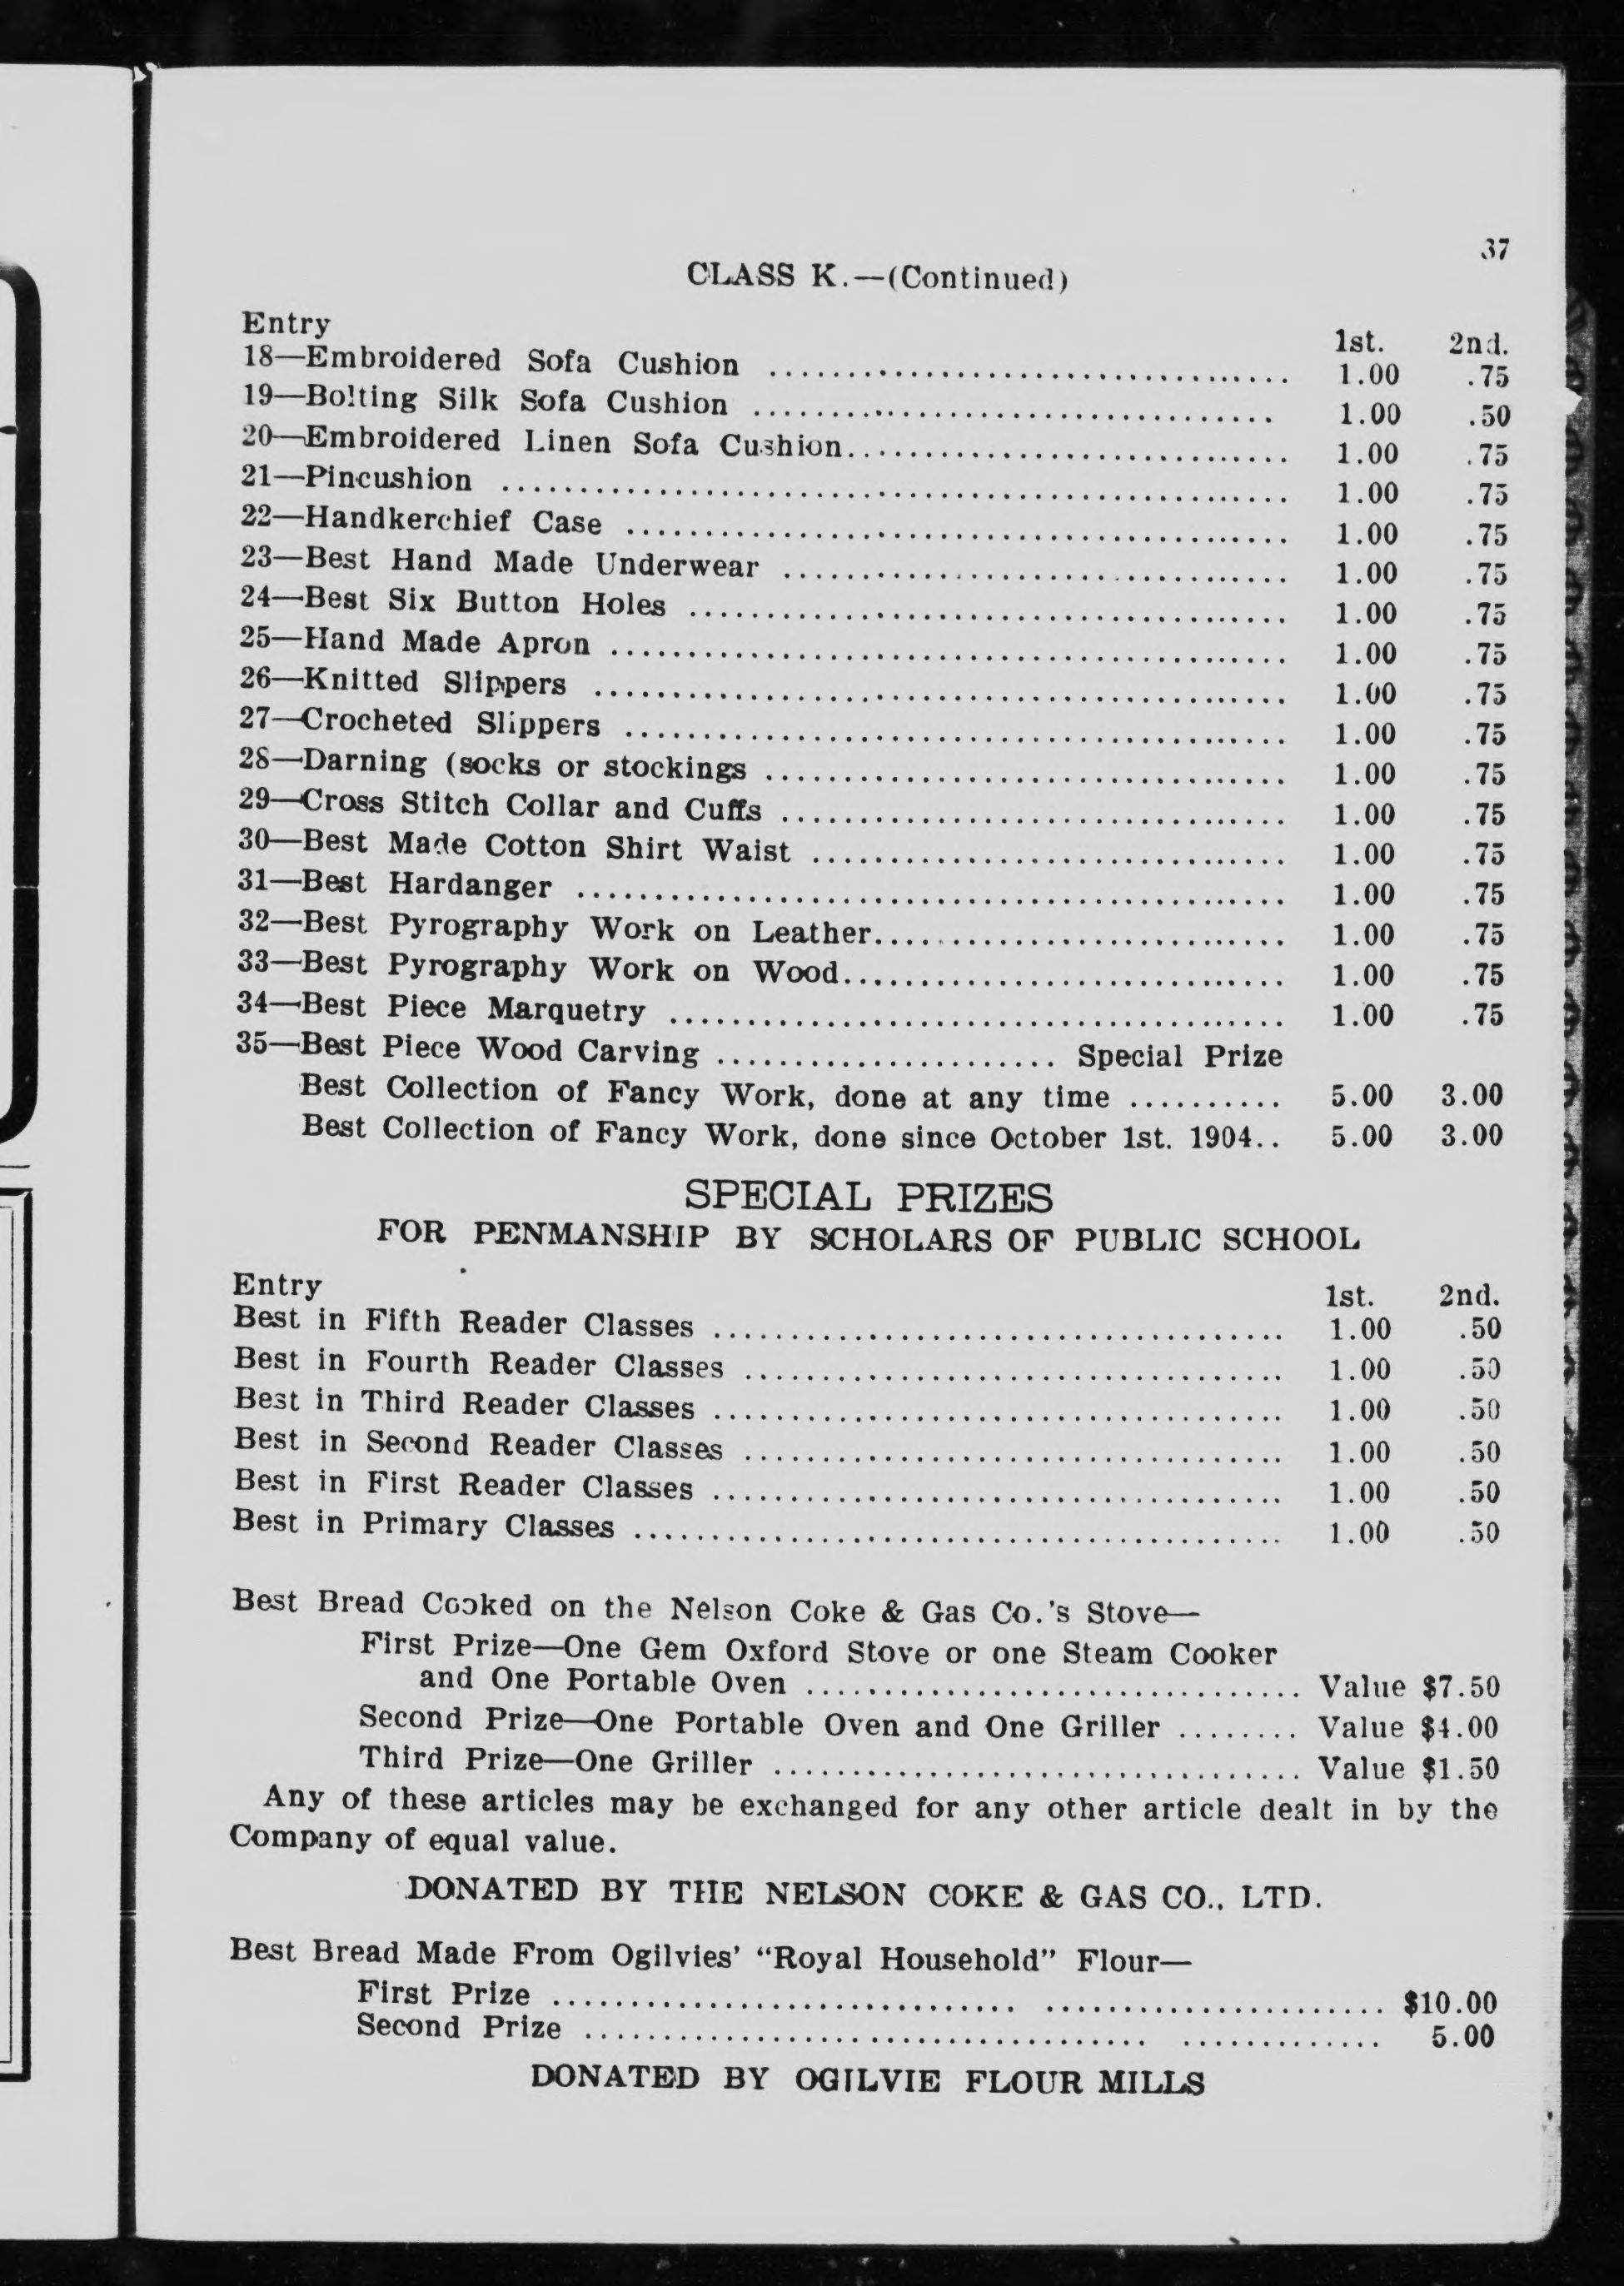 37
CLASS K.—(Continued)
Entry 1st. 2nd.
18—Embroidered Sofa Cushion .................................. 1.00 .75
19—Bolting Silk Sofa Cushion .................................. 1.00 .50
20—Embroidered Linen Sofa Cushion............................. 1.00 .75
21—Pincushion .................................................. 1.00 .75
22—Handkerchief Case ........................................... 1.00 .75
23—Best Hand Made Underwear ................................. 1.00 .75
24—Best Six Button Holes ....................................... 1.00 .75
25—Hand Made Apron ............................................ 1.00 .75
26—Knitted Slippers ............................................. 1.00 .75
27—Crocheted Slippers ........................................... 1.00 .75
28—Darning (socks or stockings .................................. 1.00 .75
29—Cross Stitch Collar and Cuffs ................................. 1.00 .75
30—Best Made Cotton Shirt Waist ............................... 1.00 .75
31—Best Hardanger .............................................. 1.00 .75
32—Best Pyrography Work on Leather........................... 1.00 .75
33—Best Pyrography Work on Wood............................. 1.00 .75
34—Best Piece Marquetry ........................................ 1.00 .75
35—Best Piece Wood Carving ...................... Special Prize
Best Collection of Fancy Work, done at any time .......... 5.00 3.00
Best Collection of Fancy Work, done since October 1st. 1904.. 5.00 3.00
SPECIAL PRIZES
FOR PENMANSHIP BY SCHOLARS OF PUBLIC SCHOOL
Entry 1st. 2nd.
Best in Fifth Reader Classes ..................................... 1.00 .50
Best in Fourth Reader Classes ................................... 1.00 .50
Best in Third Reader Classes ..................................... 1.00 .50
Best in Second Reader Classes ................................... 1.00 .50
Best in First Reader Classes ..................................... 1.00 .50
Best in Primary Classes .......................................... 1.00 .50
Best Bread Cooked on the Nelson Coke & Gas Co.'s Stove—
First Prize—One Gem Oxford Stove or one Steam Cooker
and One Portable Oven ................................ Value $7.50
Second Prize—One Portable Oven and One Griller ........ Value $4.00
Third Prize—One Griller .................................. Value $1.50
Any of these articles may be exchanged for any other article dealt in by the
Company of equal value.
DONATED BY THE NELSON COKE & GAS CO., LTD.
Best Bread Made From Ogilvies' "Royal Household" Flour—
First Prize .............................. ...................... $10.00
Second Prize .................................... ............. 5.00
DONATED BY OGILVIE FLOUR MILLS